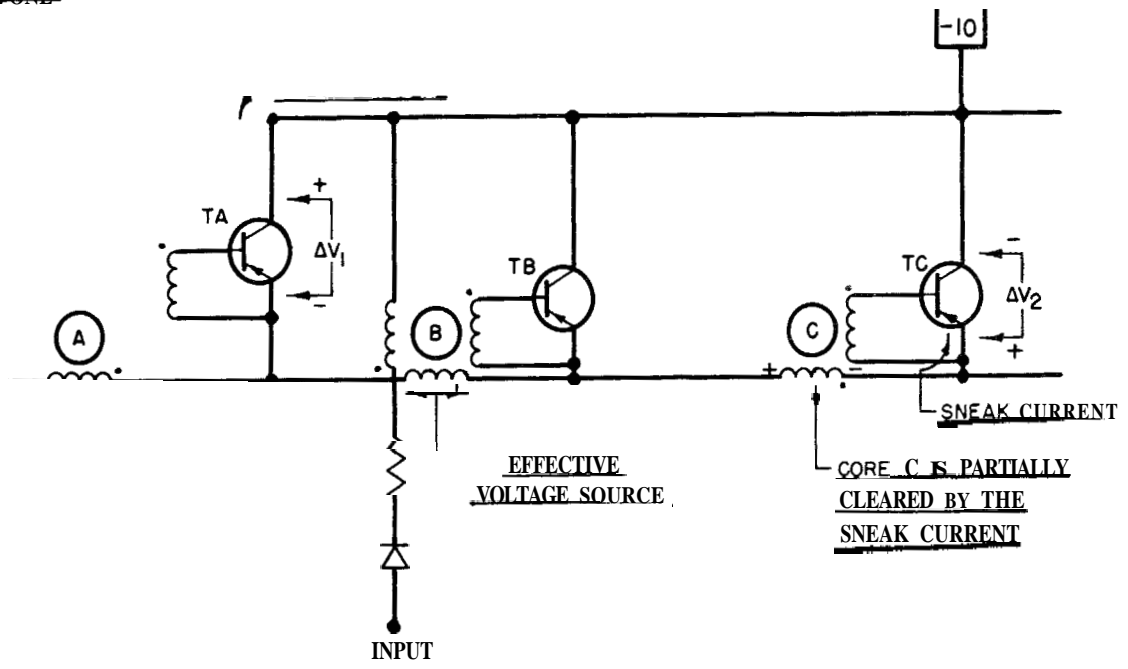 -10
TA
+
ΔV1
-
TB
TC
-
ΔV2
+
A
B
C
+
-
SNEAK CURRENT
EFFECTIVE
VOLTAGE SOURCE
CORE C IS PARTIALLY
CLEARED BY THE
SNEAK CURRENT
INPUT